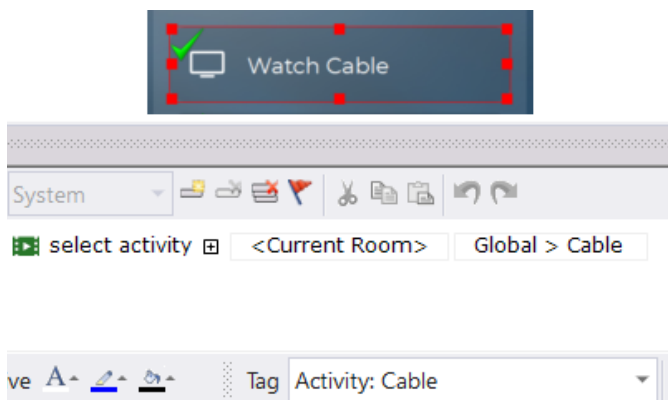 Watch Cable
System
select activity <Current Room> Global > Cable
ve A Tag Activity: Cable